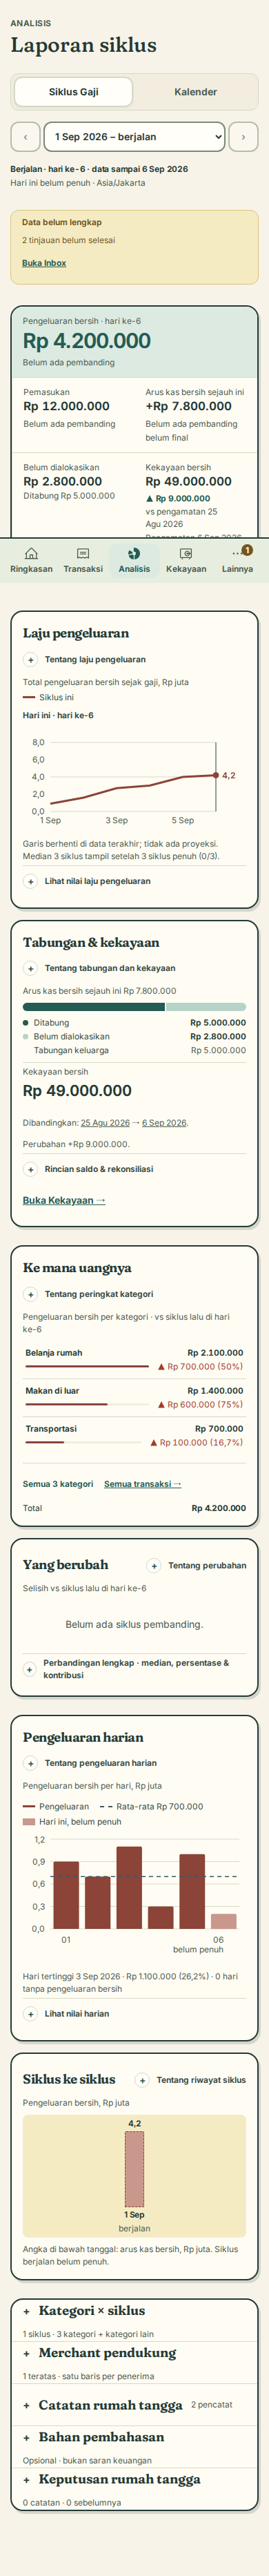 ANALISIS
Laporan siklus
Siklus Gaji
Kalender
‹
1 Sep 2026 – berjalan
›
Berjalan · hari ke-6 · data sampai 6 Sep 2026
Hari ini belum penuh · Asia/Jakarta
Data belum lengkap
2 tinjauan belum selesai
Buka Inbox
Pengeluaran bersih · hari ke-6
Rp 4.200.000
Belum ada pembanding
Pemasukan
Rp 12.000.000
Belum ada pembanding
Arus kas bersih sejauh ini
+Rp 7.800.000
Belum ada pembanding
belum final
Belum dialokasikan
Rp 2.800.000
Ditabung Rp 5.000.000
Kekayaan bersih
Rp 49.000.000
▲ Rp 9.000.000
vs pengamatan 25
Agu 2026
Ringkasan
Transaksi
Analisis
Kekayaan
Lainnya
1
Laju pengeluaran
+ Tentang laju pengeluaran
Total pengeluaran bersih sejak gaji, Rp juta
Siklus ini
Hari ini · hari ke-6
8,0
6,0
4,0
2,0
0,0
4,2
1 Sep
3 Sep
5 Sep
Garis berhenti di data terakhir; tidak ada proyeksi.
Median 3 siklus tampil setelah 3 siklus penuh (0/3).
+ Lihat nilai laju pengeluaran
Tabungan & kekayaan
+ Tentang tabungan dan kekayaan
Arus kas bersih sejauh ini Rp 7.800.000
Ditabung Rp 5.000.000
Belum dialokasikan Rp 2.800.000
Tabungan keluarga Rp 5.000.000
Kekayaan bersih
Rp 49.000.000
Dibandingkan: 25 Agu 2026 → 6 Sep 2026.
Perubahan +Rp 9.000.000.
+ Rincian saldo & rekonsiliasi
Buka Kekayaan →
Ke mana uangnya
+ Tentang peringkat kategori
Pengeluaran bersih per kategori · vs siklus lalu di hari
ke-6
Belanja rumah Rp 2.100.000
▲ Rp 700.000 (50%)
Makan di luar Rp 1.400.000
▲ Rp 600.000 (75%)
Transportasi Rp 700.000
▲ Rp 100.000 (16,7%)
Semua 3 kategori Semua transaksi →
Total Rp 4.200.000
Yang berubah
+ Tentang perubahan
Selisih vs siklus lalu di hari ke-6
Belum ada siklus pembanding.
+ Perbandingan lengkap · median, persentase &
kontribusi
Pengeluaran harian
+ Tentang pengeluaran harian
Pengeluaran bersih per hari, Rp juta
Pengeluaran
Rata-rata Rp 700.000
Hari ini, belum penuh
1,2
0,9
0,6
0,3
0,0
01
06
belum penuh
Hari tertinggi 3 Sep 2026 · Rp 1.100.000 (26,2%) · 0 hari
tanpa pengeluaran bersih
+ Lihat nilai harian
Siklus ke siklus
+ Tentang riwayat siklus
Pengeluaran bersih, Rp juta
4,2
1 Sep
berjalan
Angka di bawah tanggal: arus kas bersih, Rp juta. Siklus
berjalan belum penuh.
+ Kategori × siklus
1 siklus · 3 kategori + kategori lain
+ Merchant pendukung
1 teratas · satu baris per penerima
+ Catatan rumah tangga 2 pencatat
+ Bahan pembahasan
Opsional · bukan saran keuangan
+ Keputusan rumah tangga
0 catatan · 0 sebelumnya